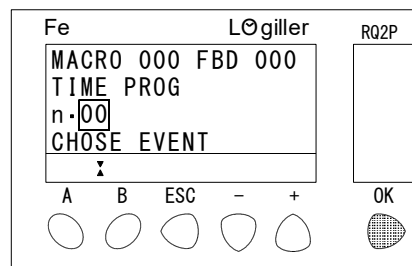 Fe LOgiller RQ2P
MACRO 000 FBD 000
TIME PROG
n·00
CHOSE EVENT
A B ESC - + OK